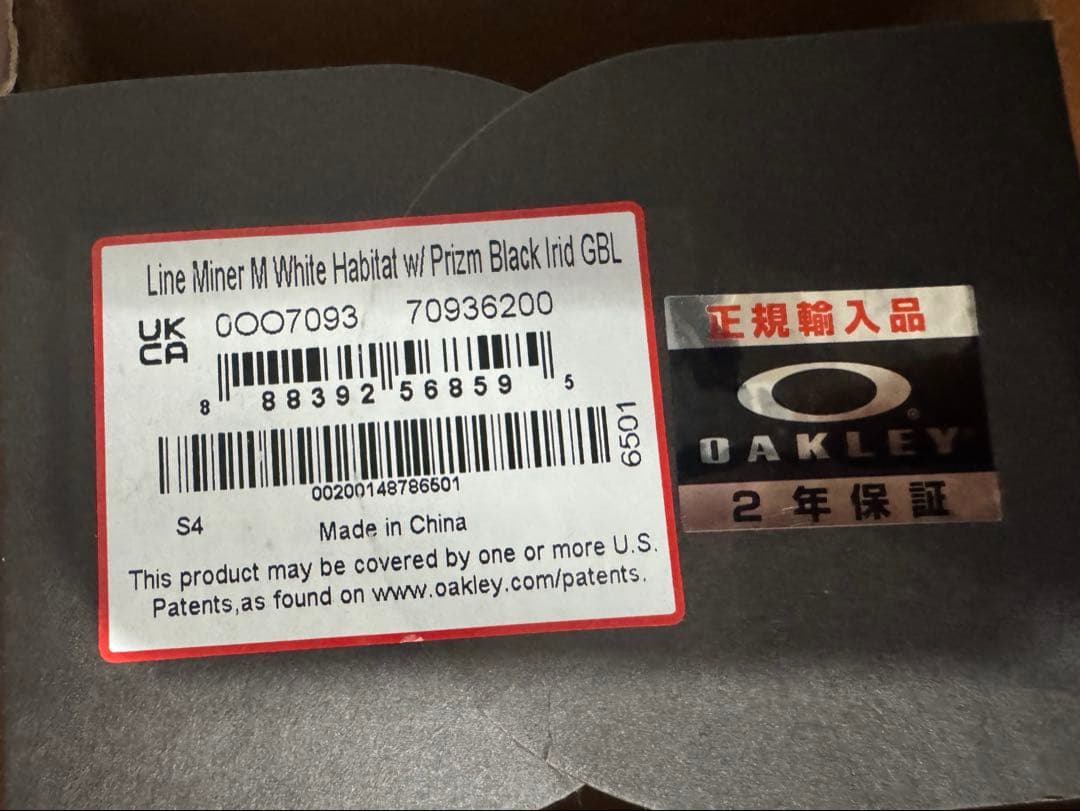 Line Miner M White Habitat w/ Prizm Black Irid GBL
UK
CA
0OO7093 70936200
8 88392 56859 5
6501
00200148786501
S4 Made in China
This product may be covered by one or more U.S.
Patents,as found on www.oakley.com/patents.
正規輸入品
®
OAKLEY
2年保証